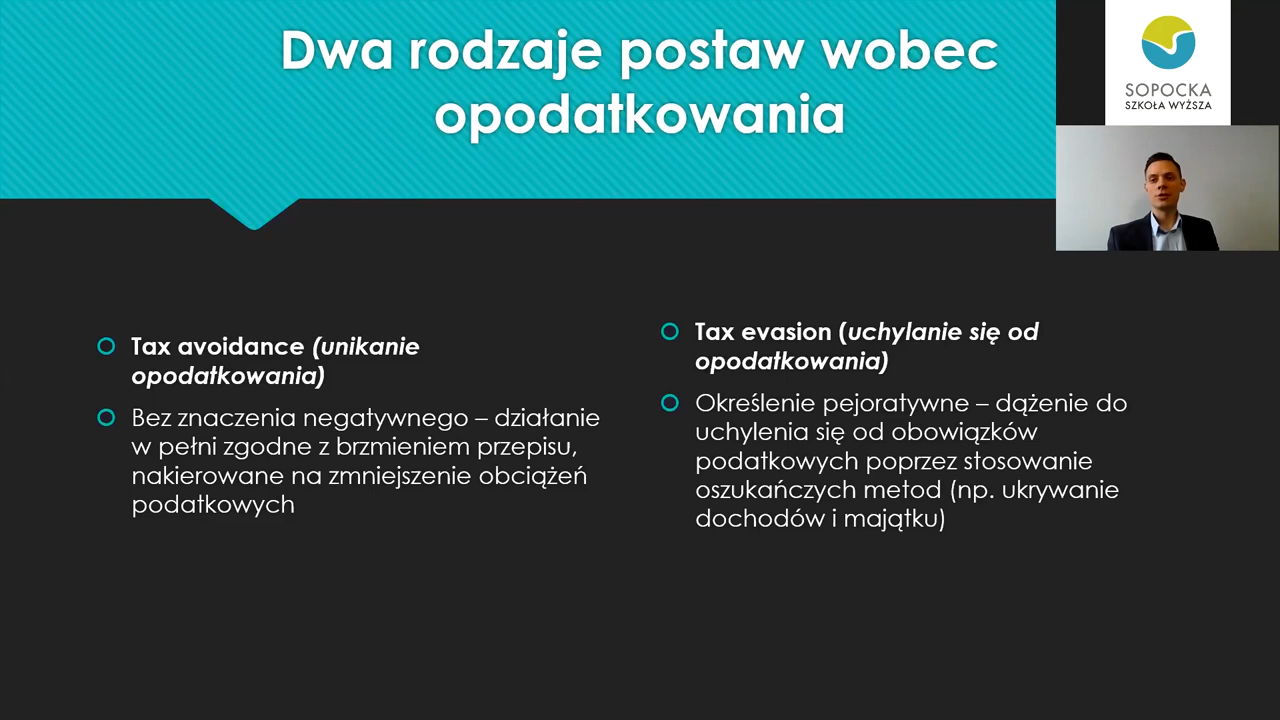 Dwa rodzaje postaw wobec
opodatkowania
SOPOCKA
SZKOŁA WYŻSZA
Tax avoidance (unikanie
opodatkowania)
Bez znaczenia negatywnego – działanie
w pełni zgodne z brzmieniem przepisu,
nakierowane na zmniejszenie obciążeń
podatkowych
Tax evasion (uchylanie się od
opodatkowania)
Określenie pejoratywne – dążenie do
uchylenia się od obowiązków
podatkowych poprzez stosowanie
oszukańczych metod (np. ukrywanie
dochodów i majątku)